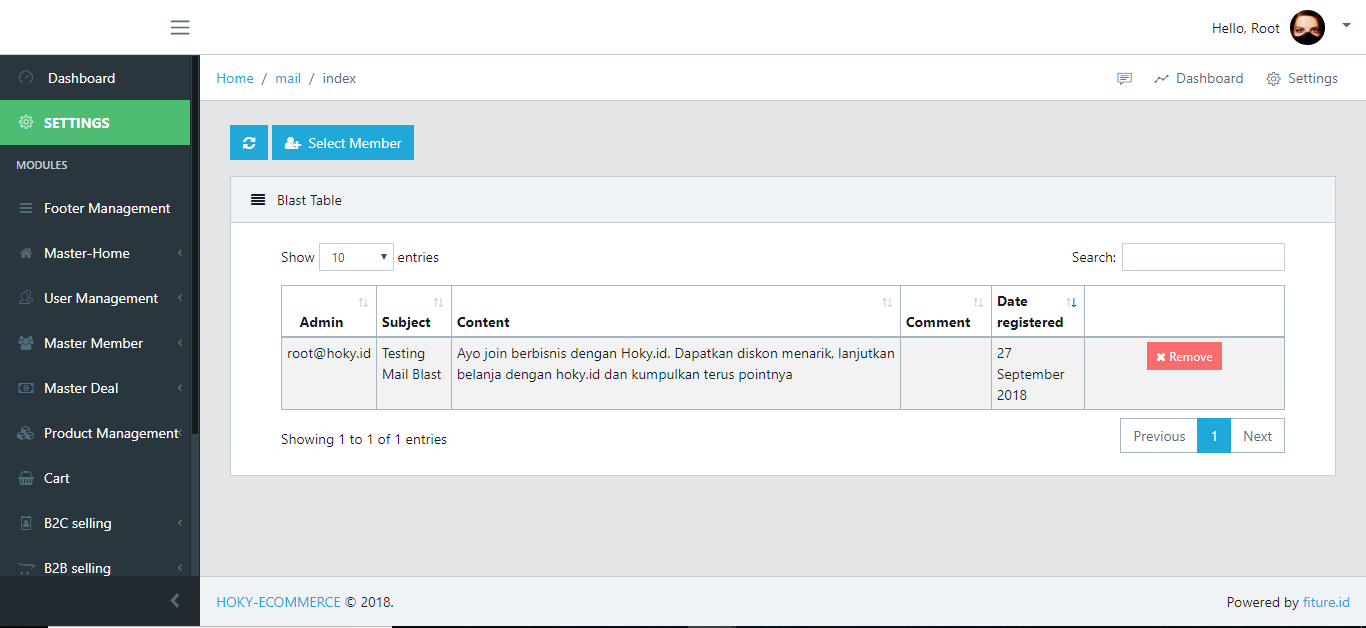 Hello, Root
Dashboard
SETTINGS
MODULES
Footer Management
Master-Home
User Management
Master Member
Master Deal
Product Management
Cart
B2C selling
B2B selling
Home / mail / index
Dashboard
Settings
Select Member
Blast Table
Show 10 entries
Search:
Admin
Subject
Content
Comment
Date
registered
root@hoky.id
Testing
Mail Blast
Ayo join berbisnis dengan Hoky.id. Dapatkan diskon menarik, lanjutkan
belanja dengan hoky.id dan kumpulkan terus pointnya
27
September
2018
Remove
Showing 1 to 1 of 1 entries
Previous 1 Next
HOKY-ECOMMERCE © 2018.
Powered by fiture.id